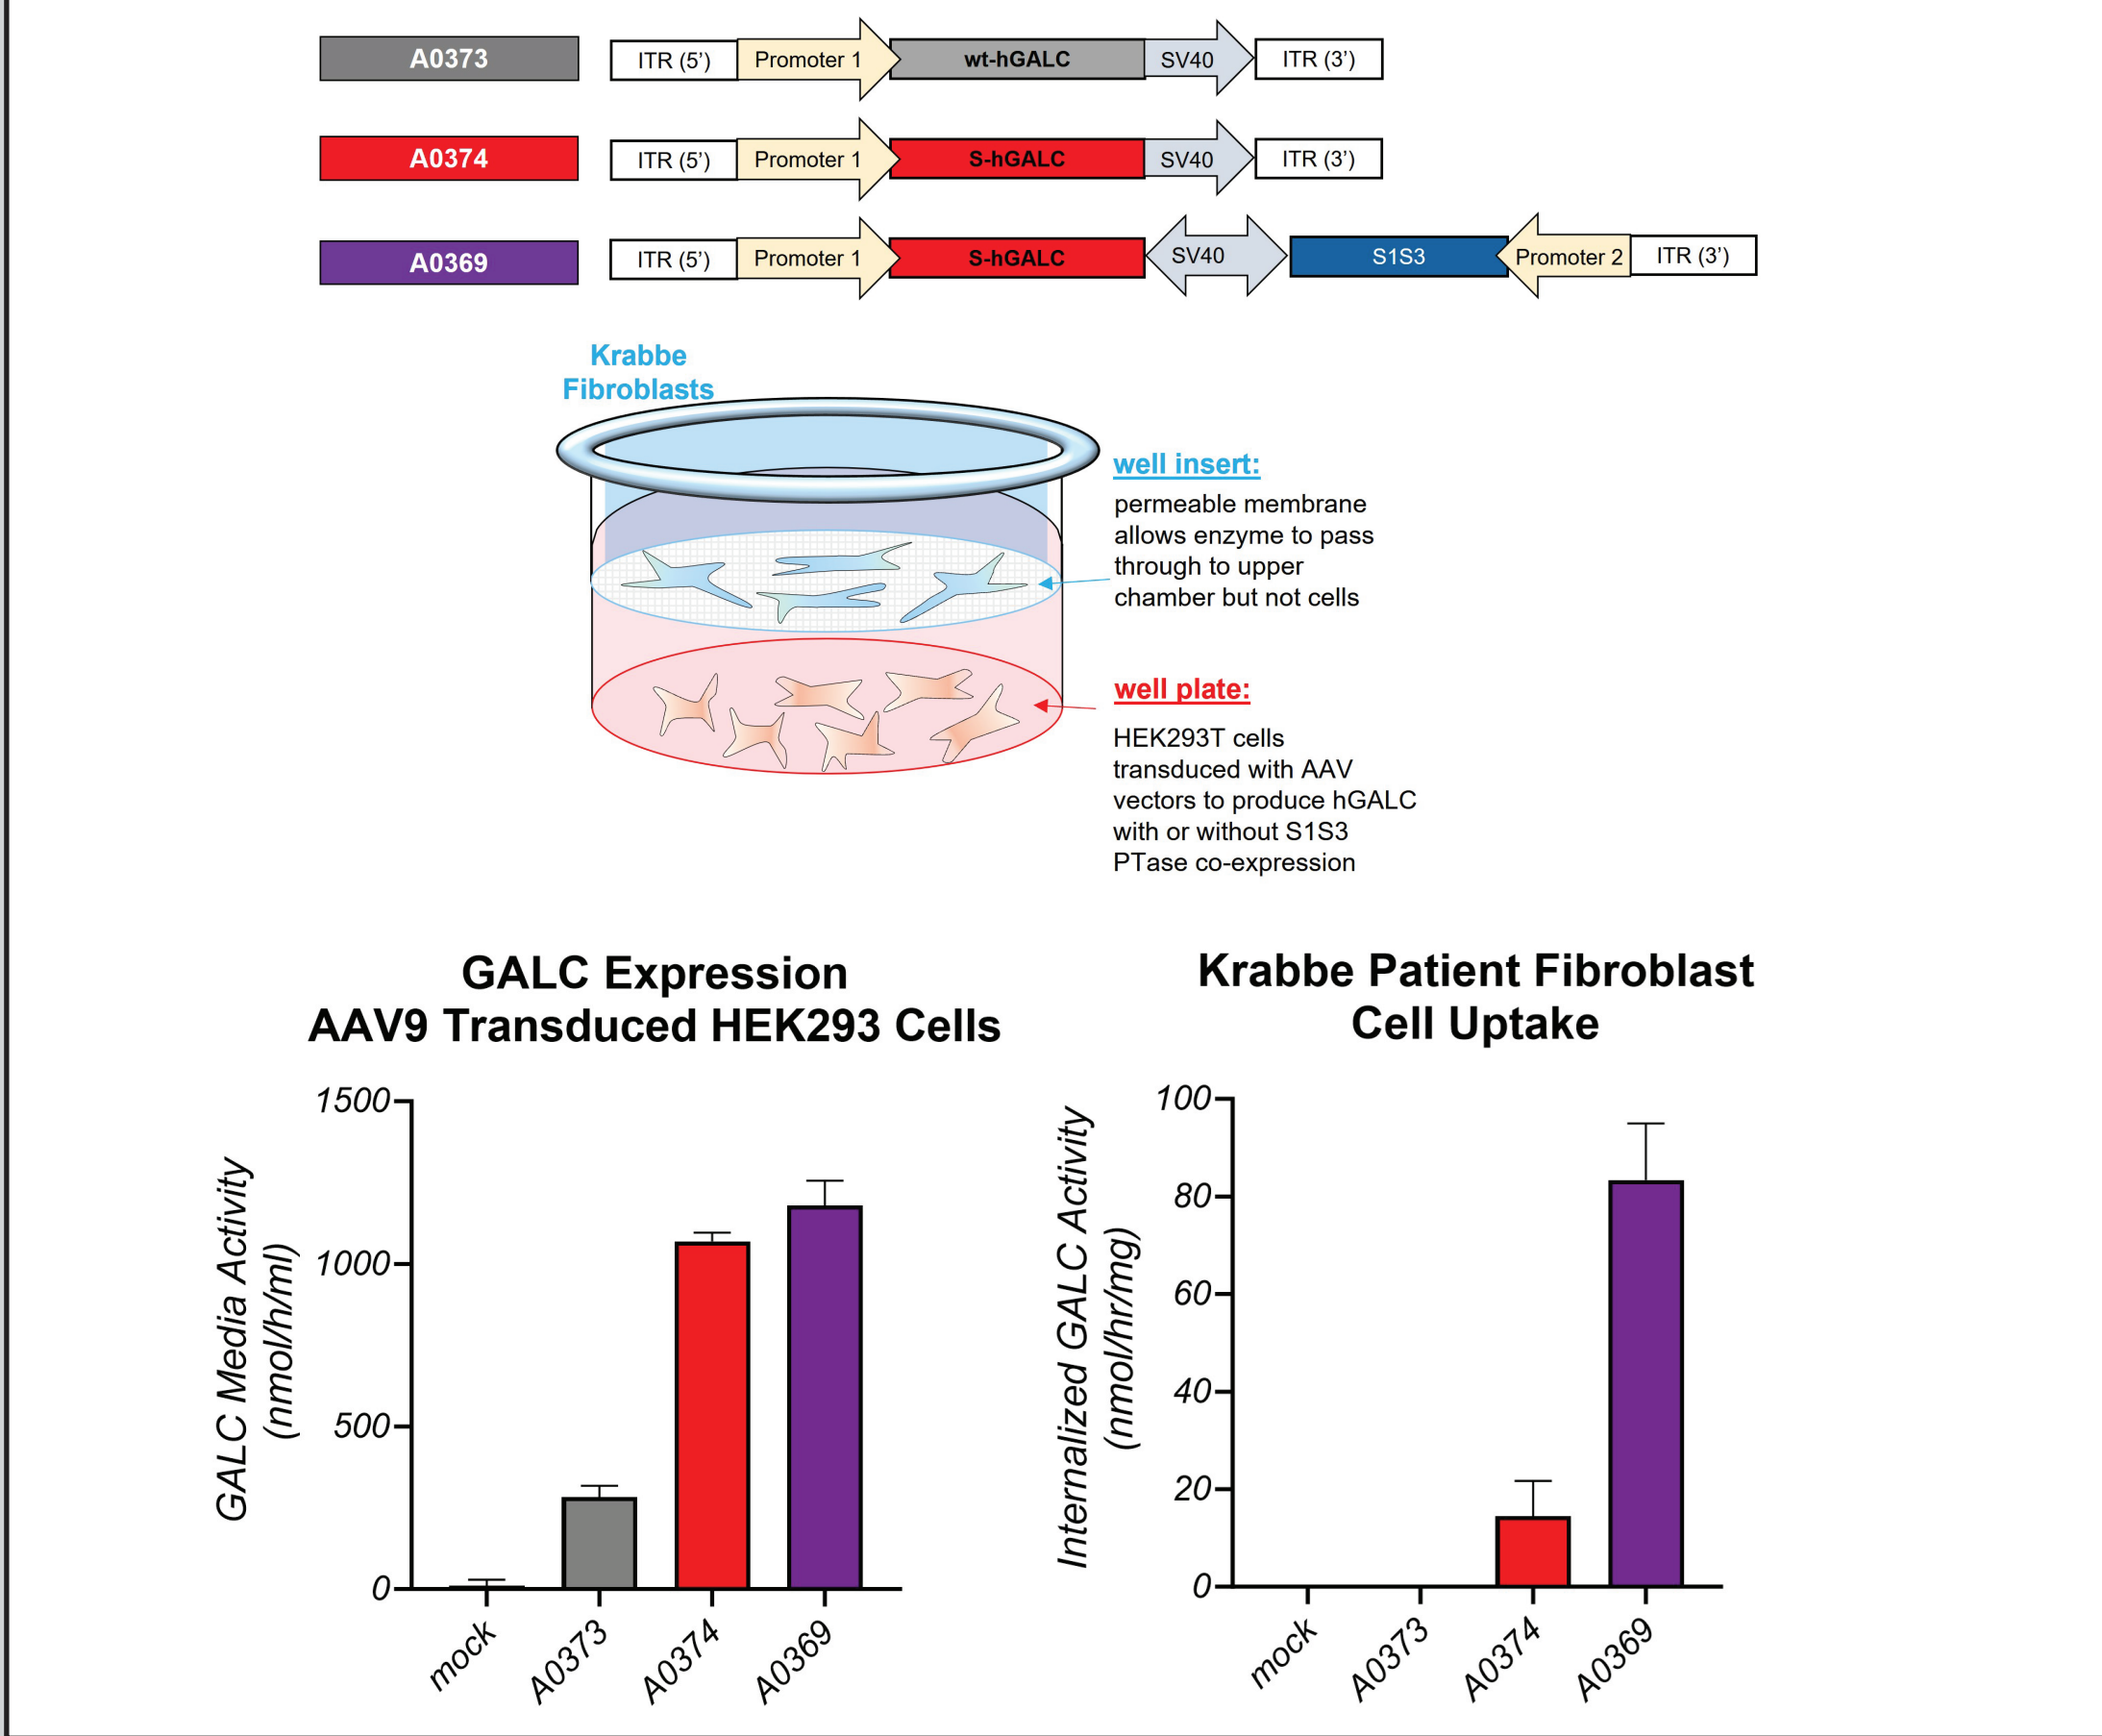 A0373 ITR (5') Promoter 1 wt-hGALC SV40 ITR (3')
A0374 ITR (5') Promoter 1 S-hGALC SV40 ITR (3')
A0369 ITR (5') Promoter 1 S-hGALC SV40 S1S3 Promoter 2 ITR (3')
Krabbe
Fibroblasts
well insert:
permeable membrane
allows enzyme to pass
through to upper
chamber but not cells
well plate:
HEK293T cells
transduced with AAV
vectors to produce hGALC
with or without S1S3
PTase co-expression
GALC Expression
AAV9 Transduced HEK293 Cells
GALC Media Activity
(nmol/h/ml)
1500
1000
500
0
mock
A0373
A0374
A0369
Krabbe Patient Fibroblast
Cell Uptake
Internalized GALC Activity
(nmol/hr/mg)
100
80
60
40
20
0
mock
A0373
A0374
A0369